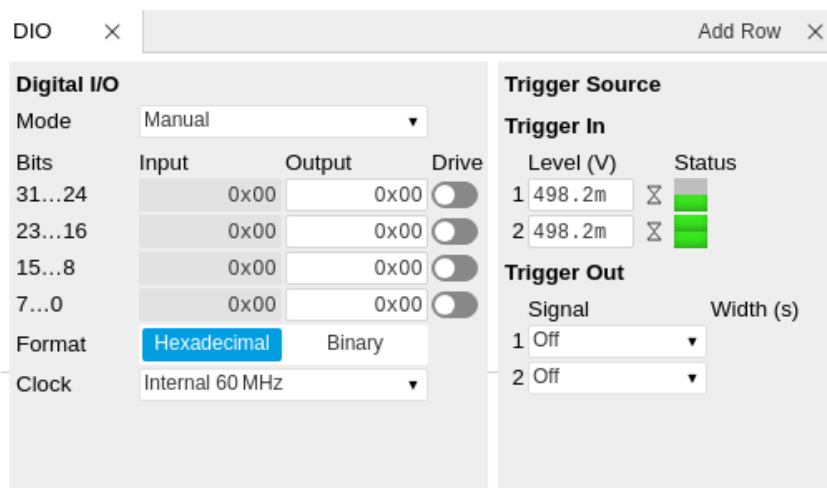 DIO × Add Row ×
Digital I/O
Mode Manual
Bits Input Output Drive
31...24 0x00 0x00
23...16 0x00 0x00
15...8 0x00 0x00
7...0 0x00 0x00
Format Hexadecimal Binary
Clock Internal 60 MHz
Trigger Source
Trigger In
Level (V) Status
1 498.2m
2 498.2m
Trigger Out
Signal Width (s)
1 Off
2 Off